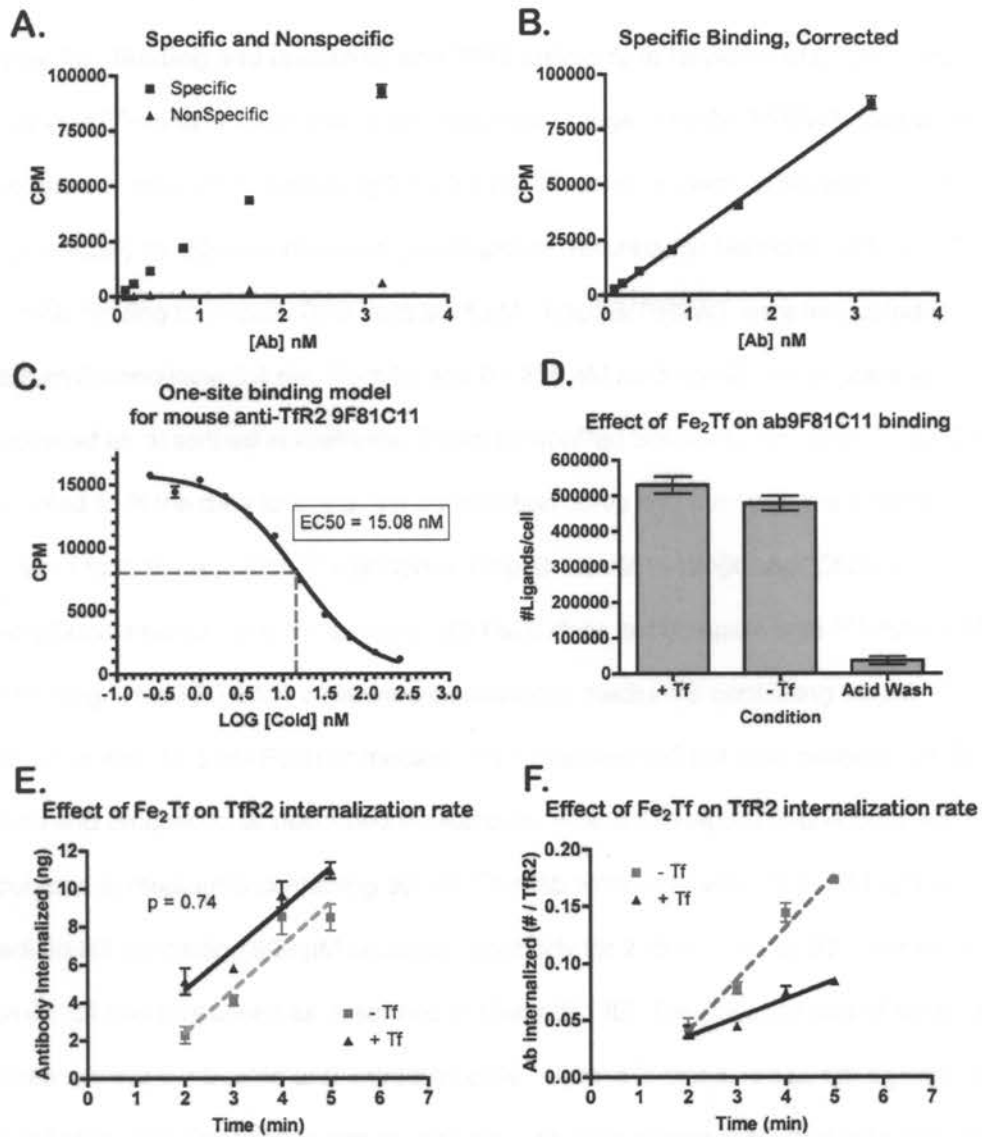 A.
Specific and Nonspecific
100000
75000
50000
25000
0
CPM
Specific
NonSpecific
0 1 2 3 4
[Ab] nM
B.
Specific Binding, Corrected
100000
75000
50000
25000
0
CPM
0 1 2 3 4
[Ab] nM
C.
One-site binding model
for mouse anti-TfR2 9F81C11
15000
10000
5000
0
CPM
EC50 = 15.08 nM
-1.0 -0.5 0.0 0.5 1.0 1.5 2.0 2.5 3.0
LOG [Cold] nM
D.
Effect of Fe₂Tf on ab9F81C11 binding
600000
500000
400000
300000
200000
100000
0
#Ligands/cell
+ Tf - Tf Acid Wash
Condition
E.
Effect of Fe₂Tf on TfR2 internalization rate
12
10
8
6
4
2
0
Antibody Internalized (ng)
p = 0.74
- Tf
+ Tf
0 1 2 3 4 5 6 7
Time (min)
F.
Effect of Fe₂Tf on TfR2 internalization rate
0.20
0.15
0.10
0.05
0.00
Ab internalized (# / TfR2)
- Tf
+ Tf
0 1 2 3 4 5 6 7
Time (min)